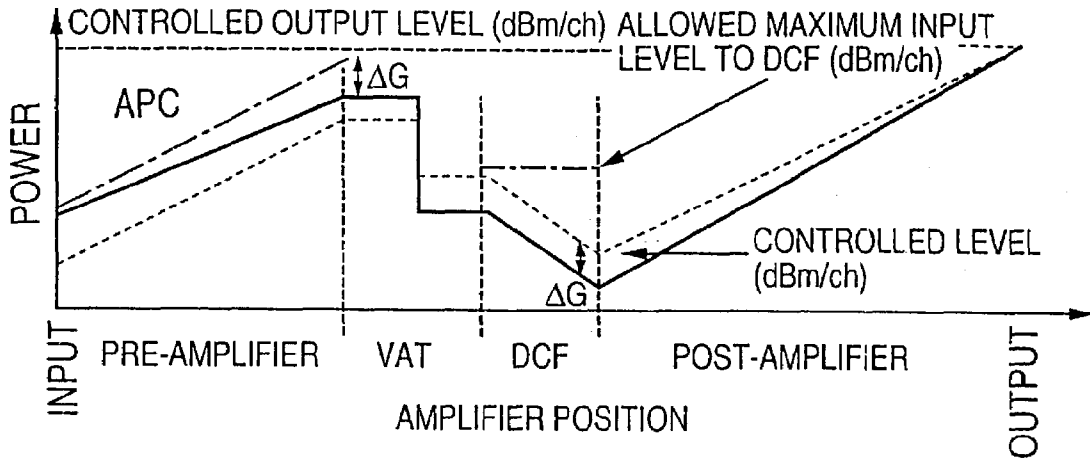 CONTROLLED OUTPUT LEVEL (dBm/ch)
ALLOWED MAXIMUM INPUT
LEVEL TO DCF (dBm/ch)
ΔG
APC
POWER
CONTROLLED LEVEL
(dBm/ch)
ΔG
INPUT
PRE-AMPLIFIER
VAT
DCF
POST-AMPLIFIER
OUTPUT
AMPLIFIER POSITION